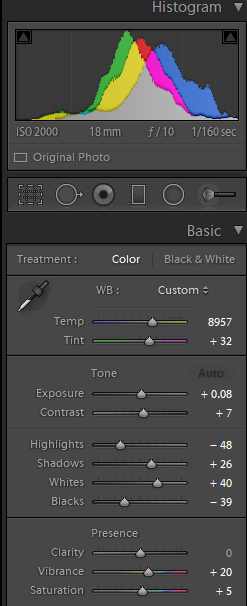 Histogram
ISO 2000 18 mm ƒ / 10 1/160 sec
Original Photo
Basic
Treatment : Color Black & White
WB : Custom
Temp 8957
Tint + 32
Tone Auto
Exposure + 0.08
Contrast + 7
Highlights − 48
Shadows + 26
Whites + 40
Blacks − 39
Presence
Clarity 0
Vibrance + 20
Saturation + 5